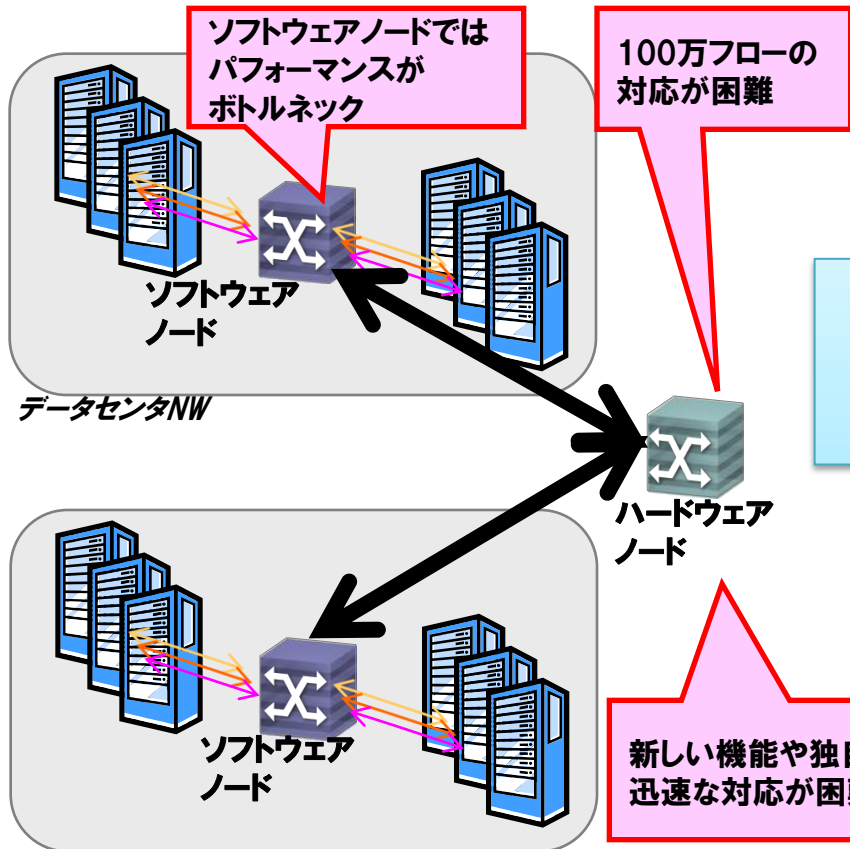 ソフトウェアノードでは
パフォーマンスが
ボトルネック
100万フローの
対応が困難
ソフトウェア
ノード
データセンタNW
ハードウェア
ノード
ソフトウェア
ノード
新しい機能や独
迅速な対応が困